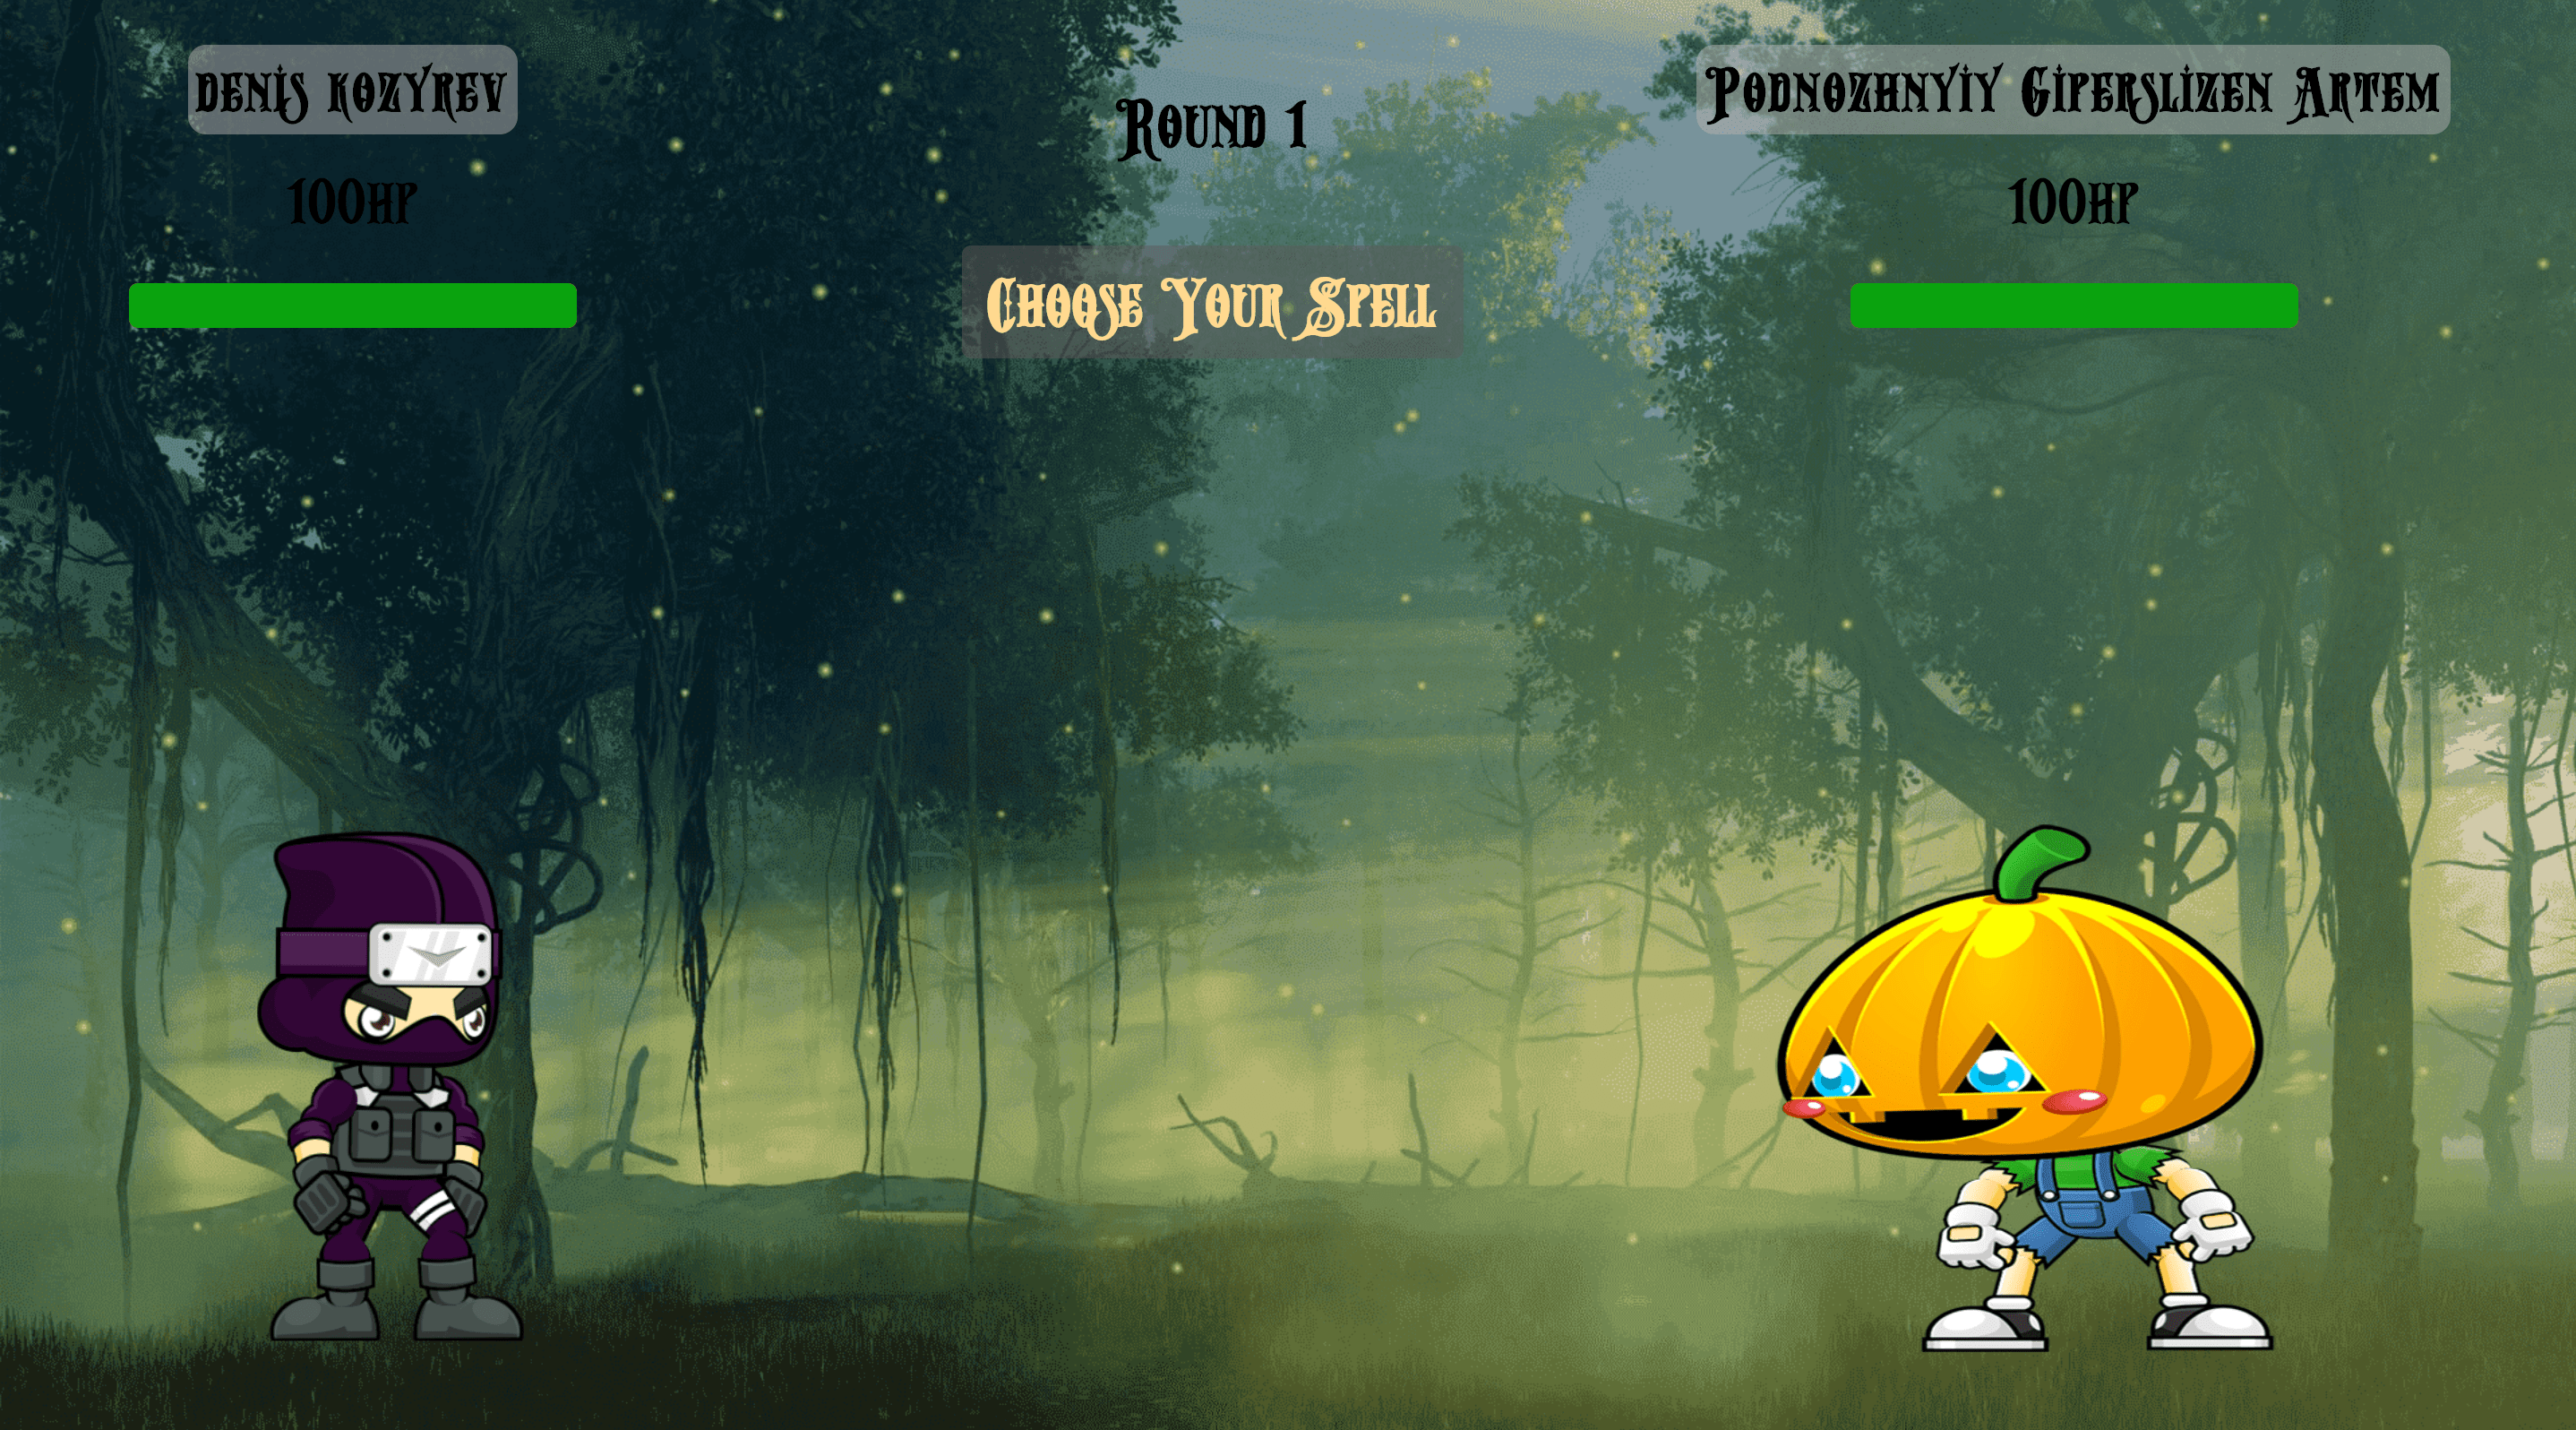 denis kozyrev
Podnozhnyiy Giperslizen Artem
Round 1
100hp
100hp
Choose Your Spell